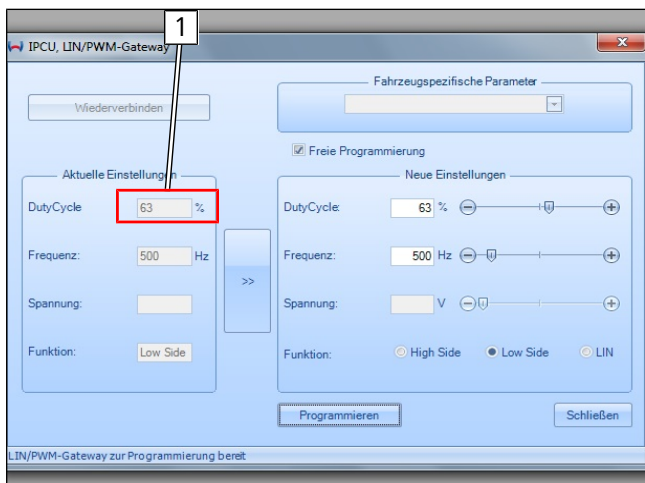 1
IPCU, LIN/PWM-Gateway
Wiederverbinden
Fahrzeugspezifische Parameter
Freie Programmierung
Aktuelle Einstellungen
DutyCycle 63 %
Frequenz: 500 Hz
Spannung:
Funktion: Low Side
>>
Neue Einstellungen
DutyCycle: 63 %
Frequenz: 500 Hz
Spannung: V
Funktion: High Side Low Side LIN
Programmieren
Schließen
LIN/PWM-Gateway zur Programmierung bereit